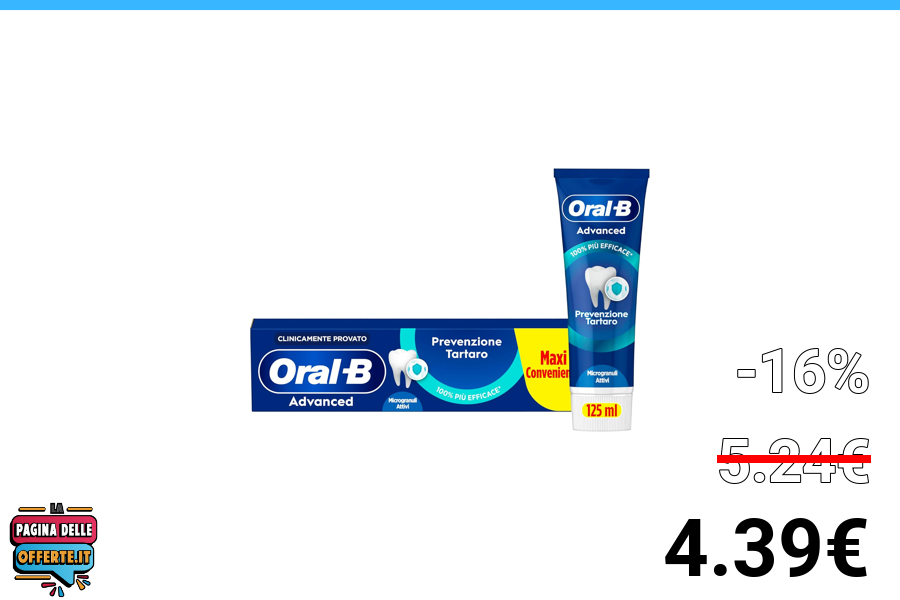 CLINICAMENTE PROVATO
Oral-B
Advanced
Microgranuli
Attivi
Prevenzione
Tartaro
100% PIÙ EFFICACE*
Maxi
Oral-B
Advanced
100% PIÙ EFFICACE*
Prevenzione
Tartaro
Microgranuli
Attivi
125 ml
-16%
5.24€
4.39€
LA
PAGINA DELLE
OFFERTE.IT